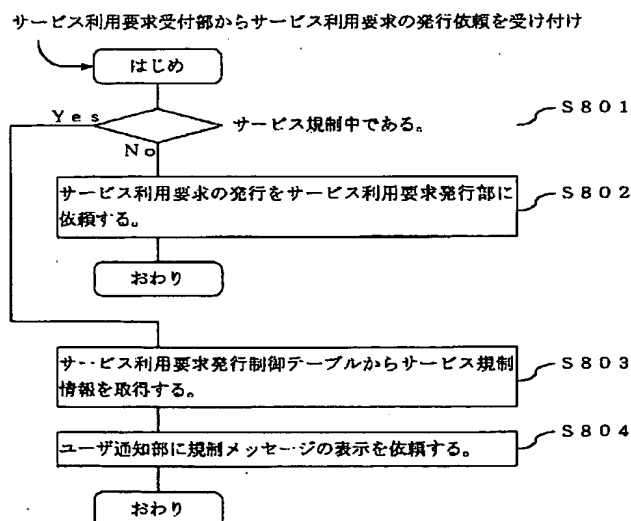 サービス利用要求受付部からサービス利用要求の発行依頼を受け付け
はじめ
Yes
サービス規制中である。
S801
No
サービス利用要求の発行をサービス利用要求発行部に
依頼する。
S802
おわり
サービス利用要求発行制御テーブルからサービス規制
情報を取得する。
S803
ユーザ通知部に規制メッセージの表示を依頼する。
S804
おわり